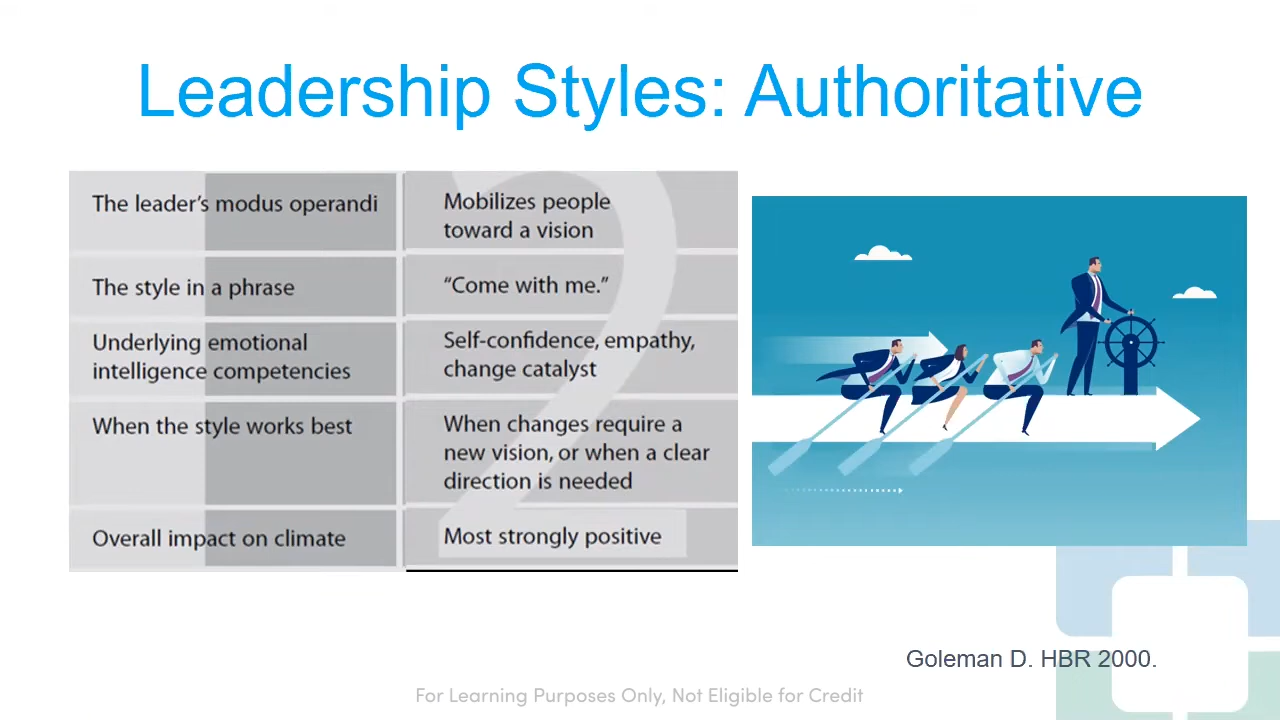 Leadership Styles: Authoritative
The leader's modus operandi
Mobilizes people
toward a vision
The style in a phrase
“Come with me.”
Underlying emotional
intelligence competencies
Self-confidence, empathy,
change catalyst
When the style works best
When changes require a
new vision, or when a clear
direction is needed
Overall impact on climate
Most strongly positive
2
Goleman D. HBR 2000.
For Learning Purposes Only, Not Eligible for Credit